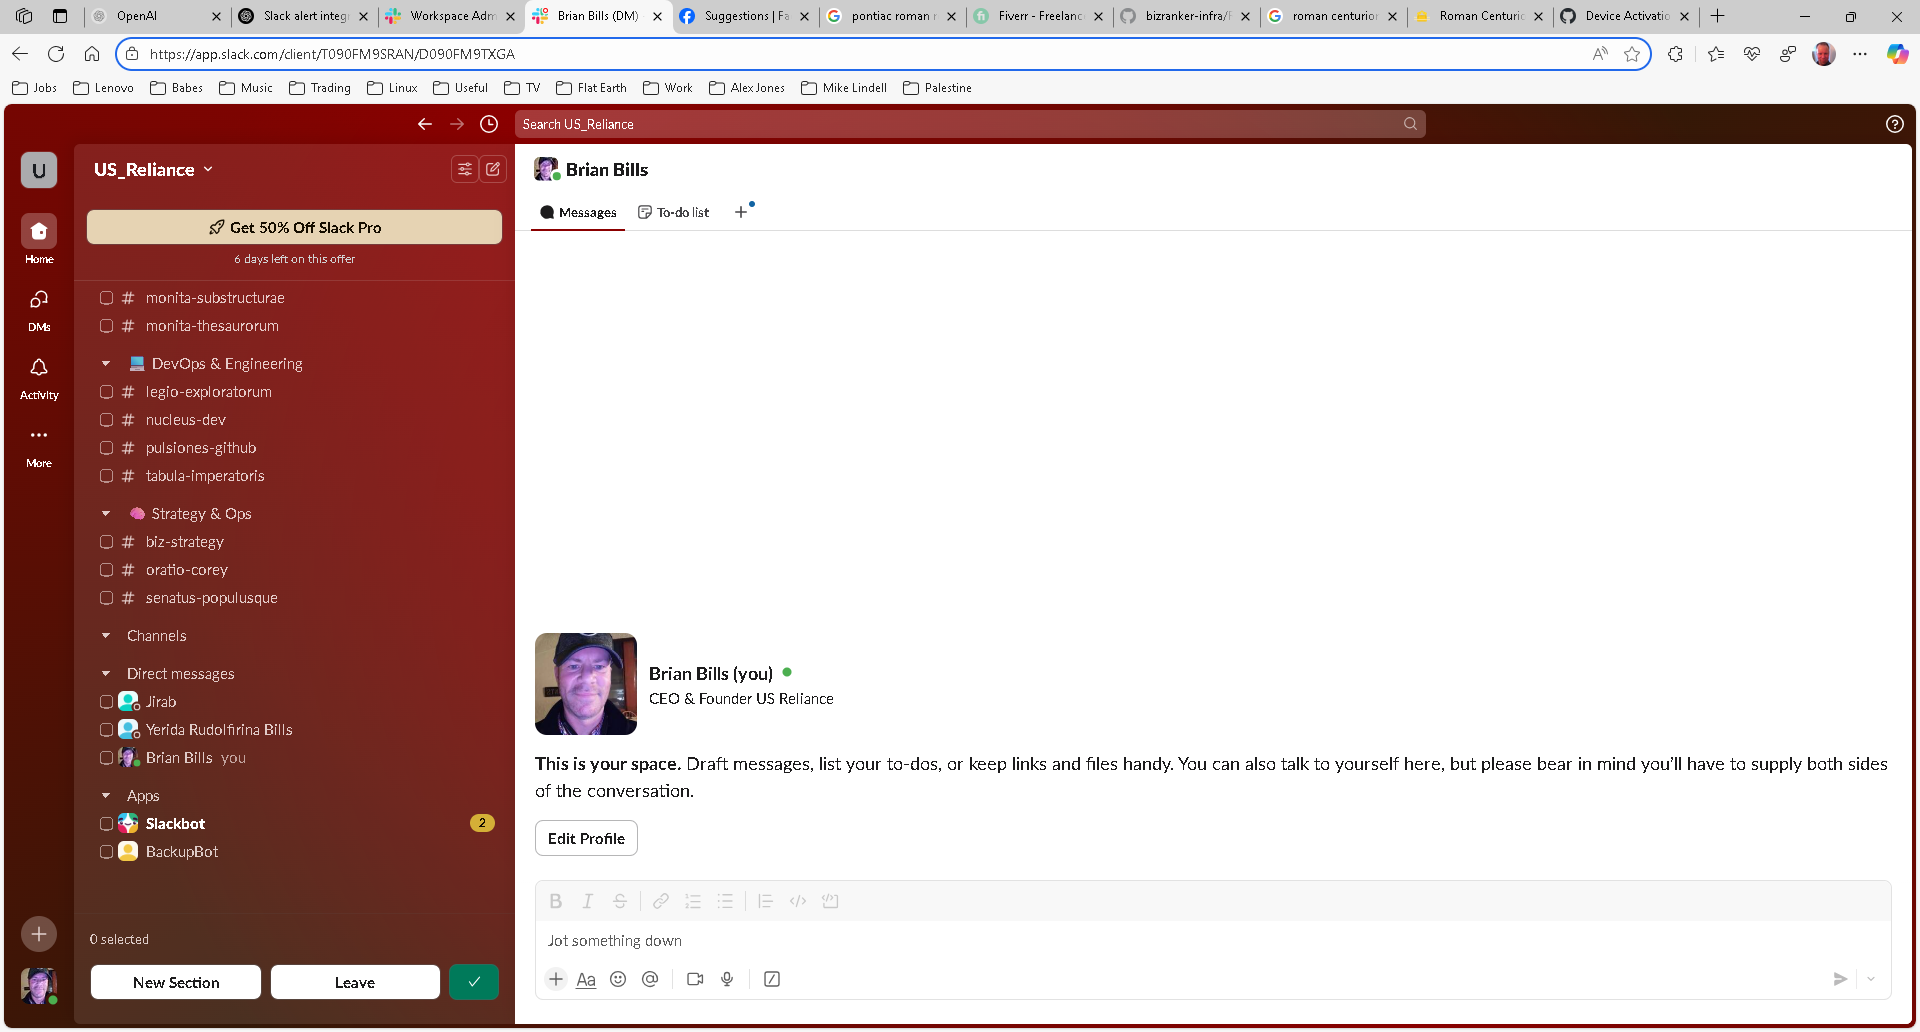 OpenAI
Slack alert integ
Workspace Adm
Brian Bills (DM)
Suggestions | Fa
pontiac roman r
Fiverr - Freelanc
bizranker-infra/
roman centurion
Roman Centuric
Device Activatio
https://app.slack.com/client/T090FM9SRAN/D090FM9TXGA
Jobs
Lenovo
Babes
Music
Trading
Linux
Useful
TV
Flat Earth
Work
Alex Jones
Mike Lindell
Palestine
Search US_Reliance
U
US_Reliance
Brian Bills
Messages
To-do list
Get 50% Off Slack Pro
6 days left on this offer
Home
DMs
Activity
More
# monita-substructurae
# monita-thesaurorum
DevOps & Engineering
# legio-exploratorum
# nucleus-dev
# pulsiones-github
# tabula-imperatoris
Strategy & Ops
# biz-strategy
# oratio-corey
# senatus-populusque
Channels
Direct messages
Jirab
Yerida Rudolfirina Bills
Brian Bills you
Apps
Slackbot 2
BackupBot
0 selected
New Section
Leave
Brian Bills (you)
CEO & Founder US Reliance
This is your space. Draft messages, list your to-dos, or keep links and files handy. You can also talk to yourself here, but please bear in mind you'll have to supply both sides
of the conversation.
Edit Profile
Jot something down
Aa